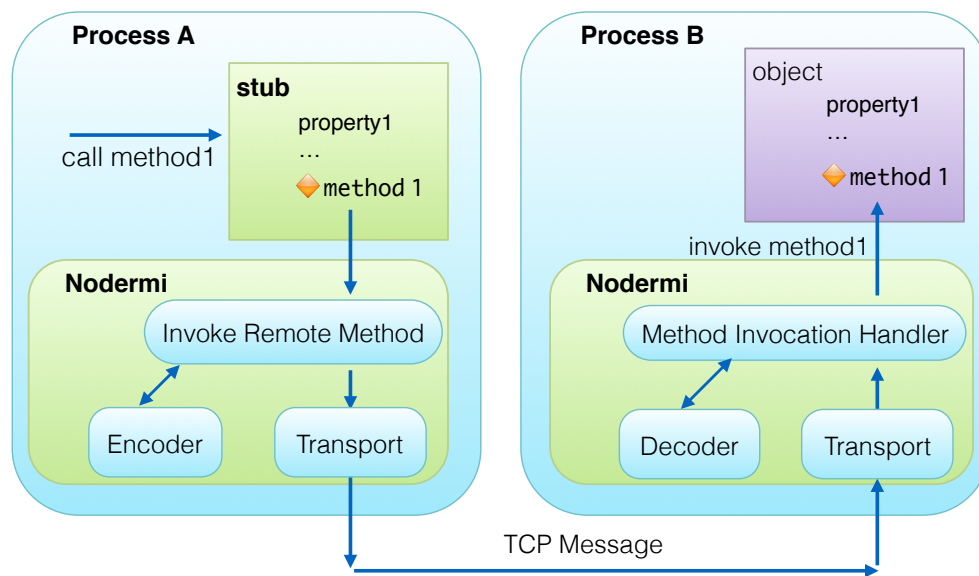 Process A
stub
property1
...
method 1
call method1
Nodermi
Invoke Remote Method
Encoder
Transport
Process B
object
property1
...
method 1
invoke method1
Nodermi
Method Invocation Handler
Decoder
Transport
TCP Message